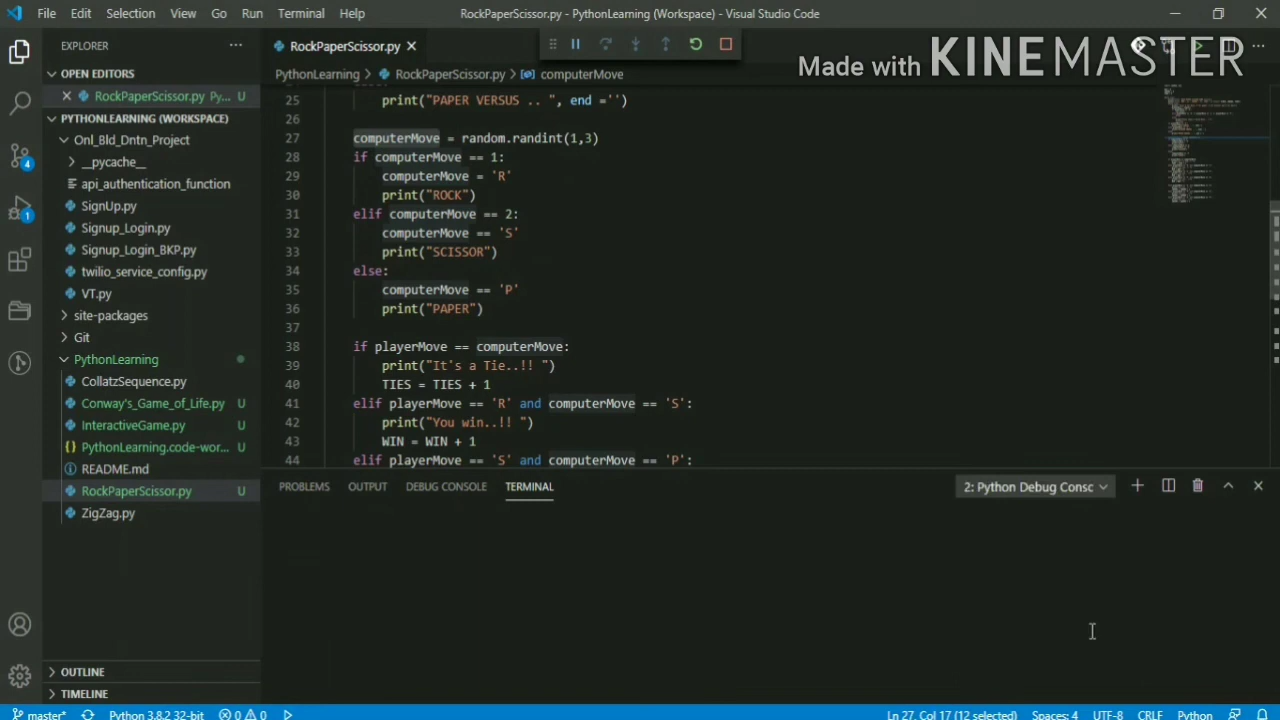 File Edit Selection View Go Run Terminal Help RockPaperScissor.py - PythonLearning (Workspace) - Visual Studio Code
Made with KINEMASTER
EXPLORER
OPEN EDITORS
RockPaperScissor.py Py... U
PYTHONLEARNING (WORKSPACE)
Onl_Bld_Dntn_Project
__pycache__
api_authentication_function
SignUp.py
Signup_Login.py
Signup_Login_BKP.py
twilio_service_config.py
VT.py
site-packages
Git
PythonLearning
CollatzSequence.py
Conway's_Game_of_Life.py U
InteractiveGame.py U
PythonLearning.code-wor... U
README.md
RockPaperScissor.py U
ZigZag.py
OUTLINE
TIMELINE
4
1
RockPaperScissor.py
PythonLearning > RockPaperScissor.py > computerMove
25 print("PAPER VERSUS .. ", end ='')
26
27 computerMove = random.randint(1,3)
28 if computerMove == 1:
29 computerMove = 'R'
30 print("ROCK")
31 elif computerMove == 2:
32 computerMove == 'S'
33 print("SCISSOR")
34 else:
35 computerMove == 'P'
36 print("PAPER")
37
38 if playerMove == computerMove:
39 print("It's a Tie..!! ")
40 TIES = TIES + 1
41 elif playerMove == 'R' and computerMove == 'S':
42 print("You win..!! ")
43 WIN = WIN + 1
44 elif playerMove == 'S' and computerMove == 'P':
PROBLEMS OUTPUT DEBUG CONSOLE TERMINAL 2: Python Debug Consc
master* Python 3.8.2 32-bit 0 0 Ln 27, Col 17 (12 selected) Spaces: 4 UTF-8 CRLF Python